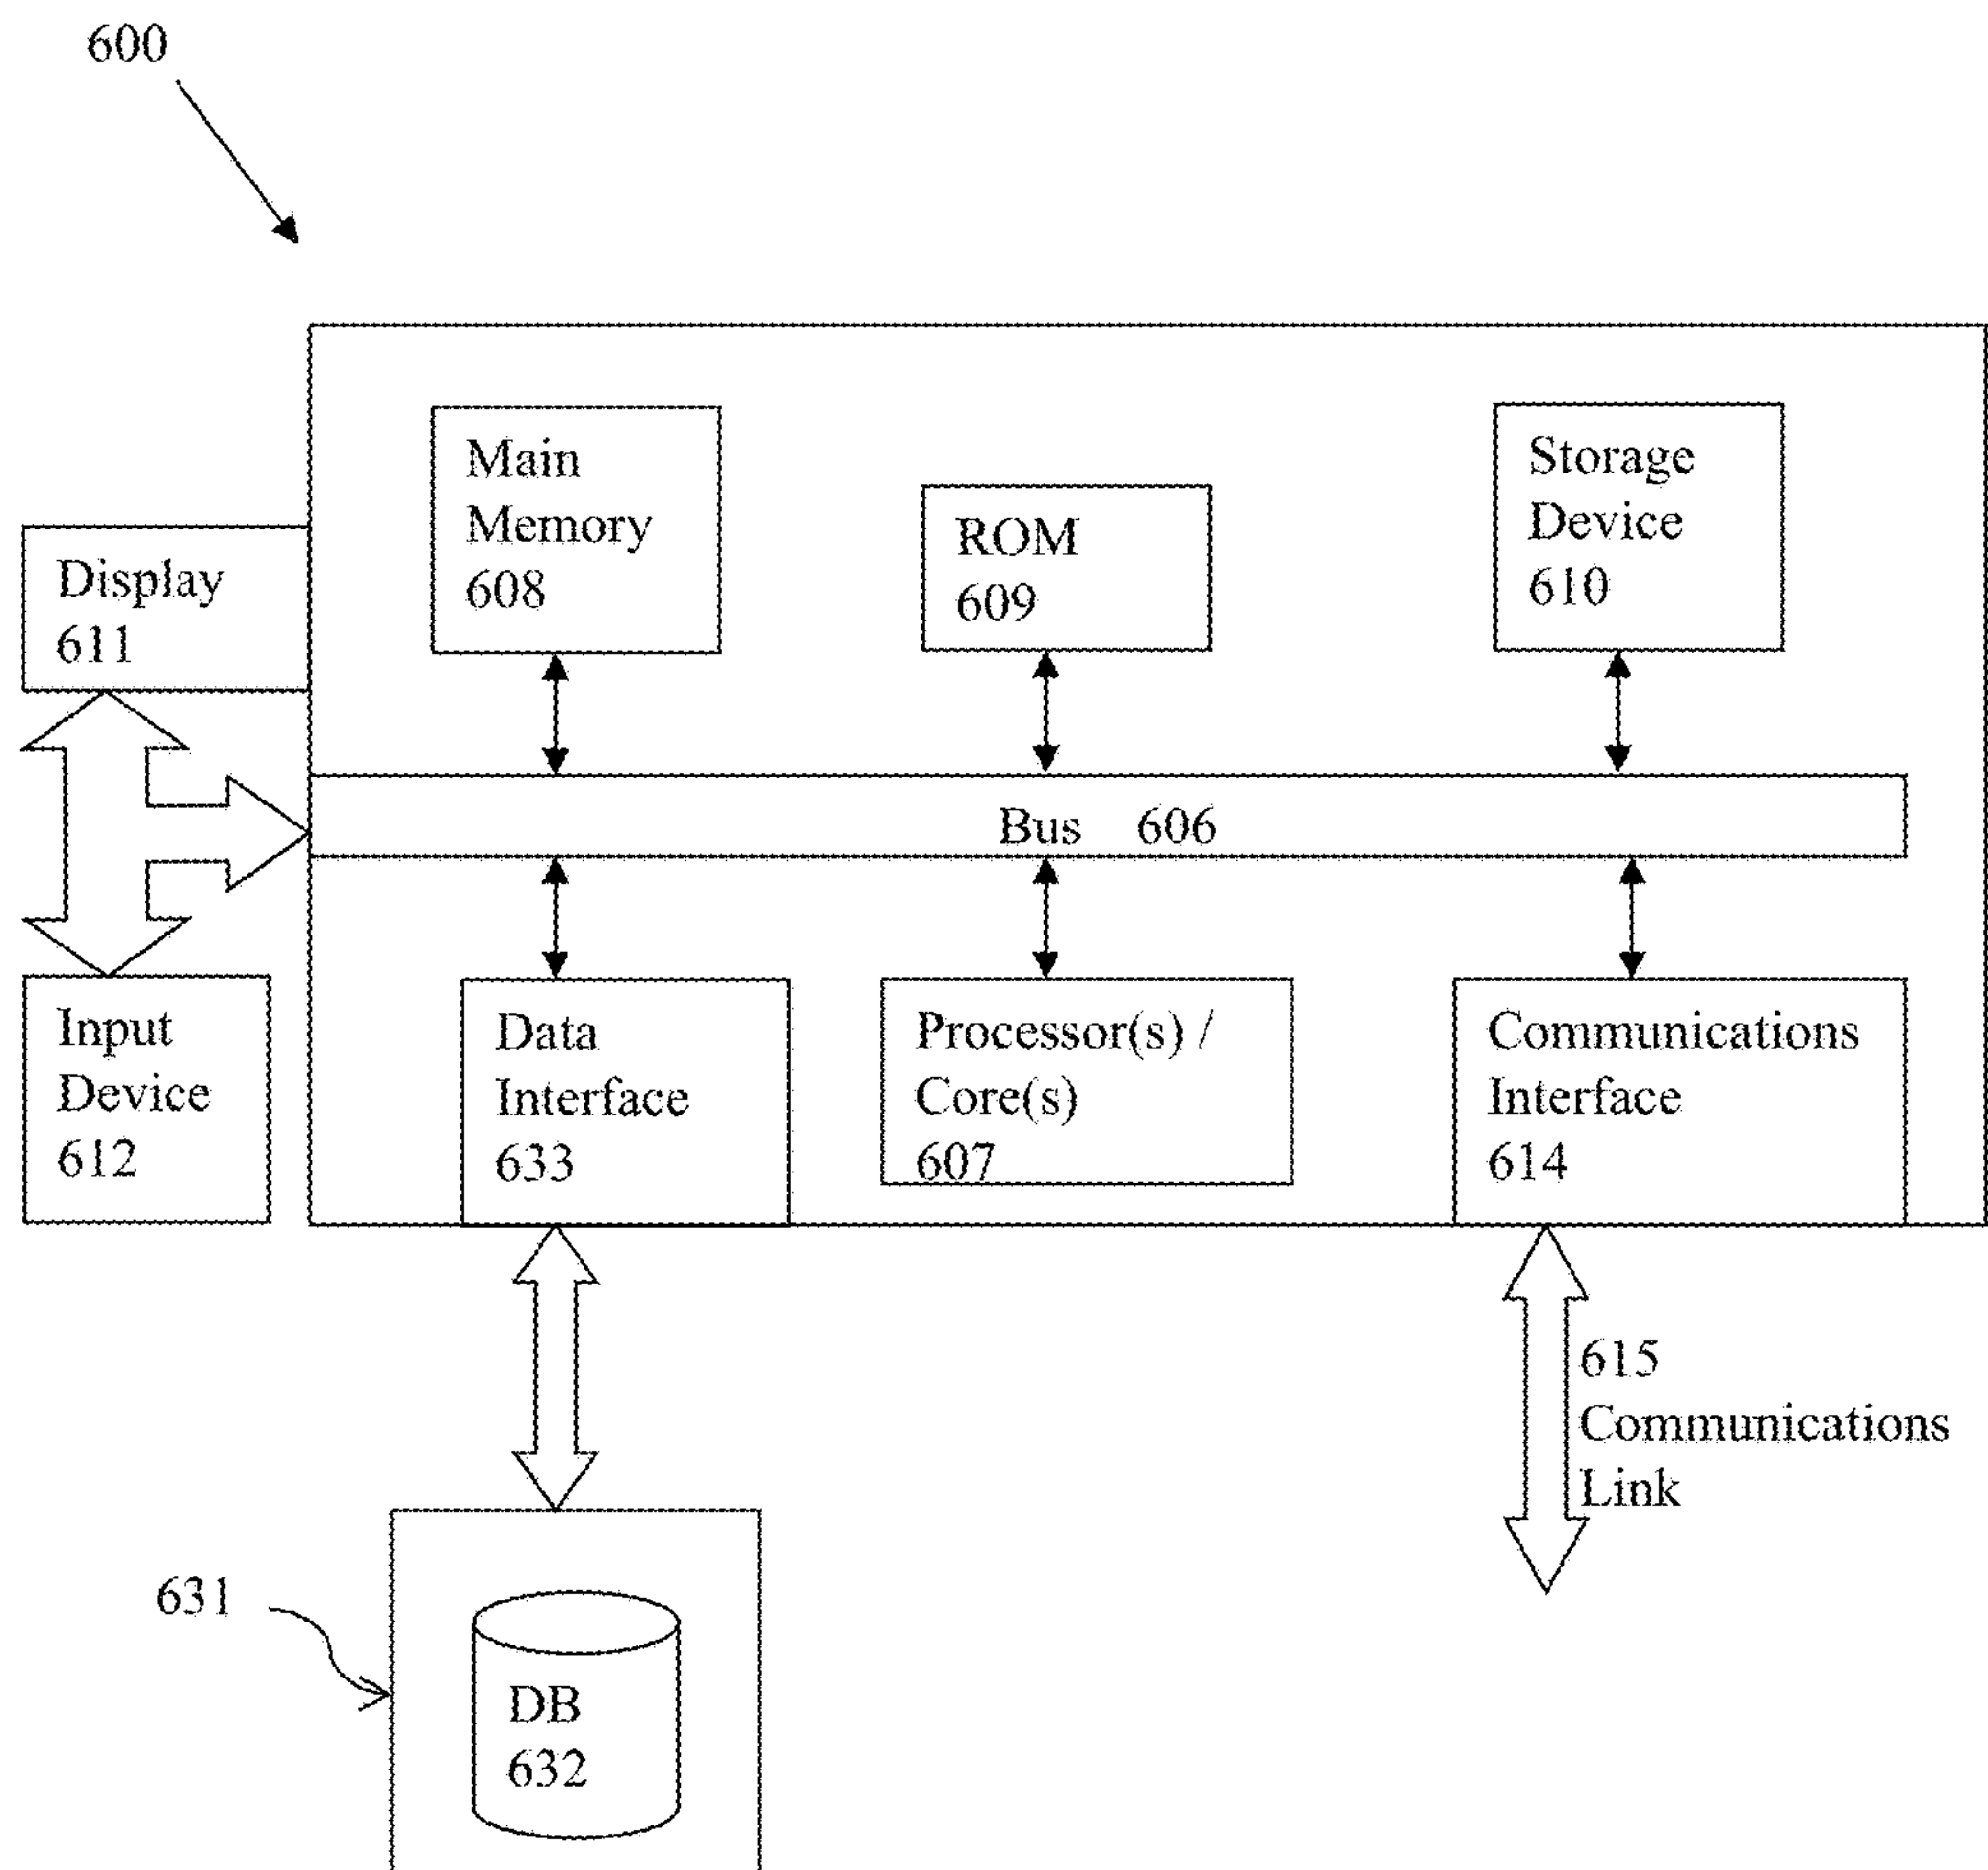 600
Main
Memory
608
ROM
609
Storage
Device
610
Display
611
Bus 606
Input
Device
612
Data
Interface
633
Processor(s) /
Core(s)
607
Communications
Interface
614
615
Communications
Link
631
DB
632